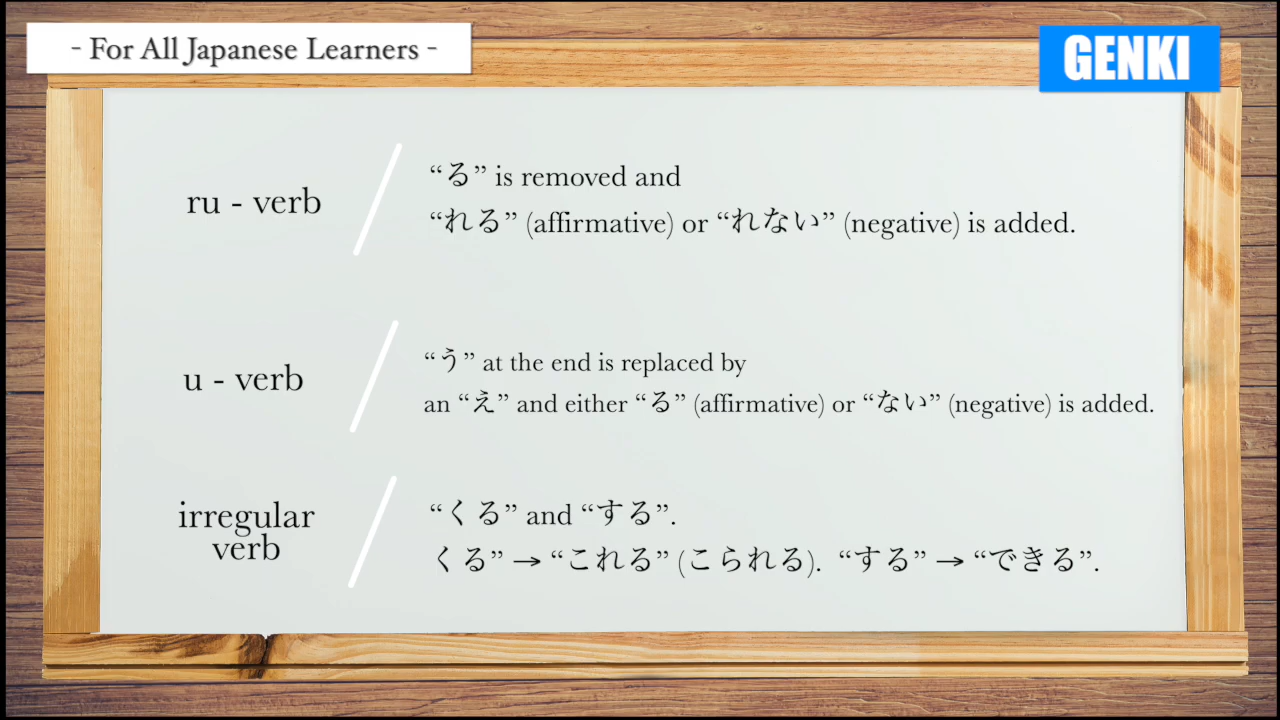 - For All Japanese Learners -
GENKI
ru - verb
“る” is removed and
“れる” (affirmative) or “れない” (negative) is added.
u - verb
“う” at the end is replaced by
an “え” and either “る” (affirmative) or “ない” (negative) is added.
irregular
verb
“くる” and “する”.
くる” → “これる” (こられる).  “する” → “できる”.